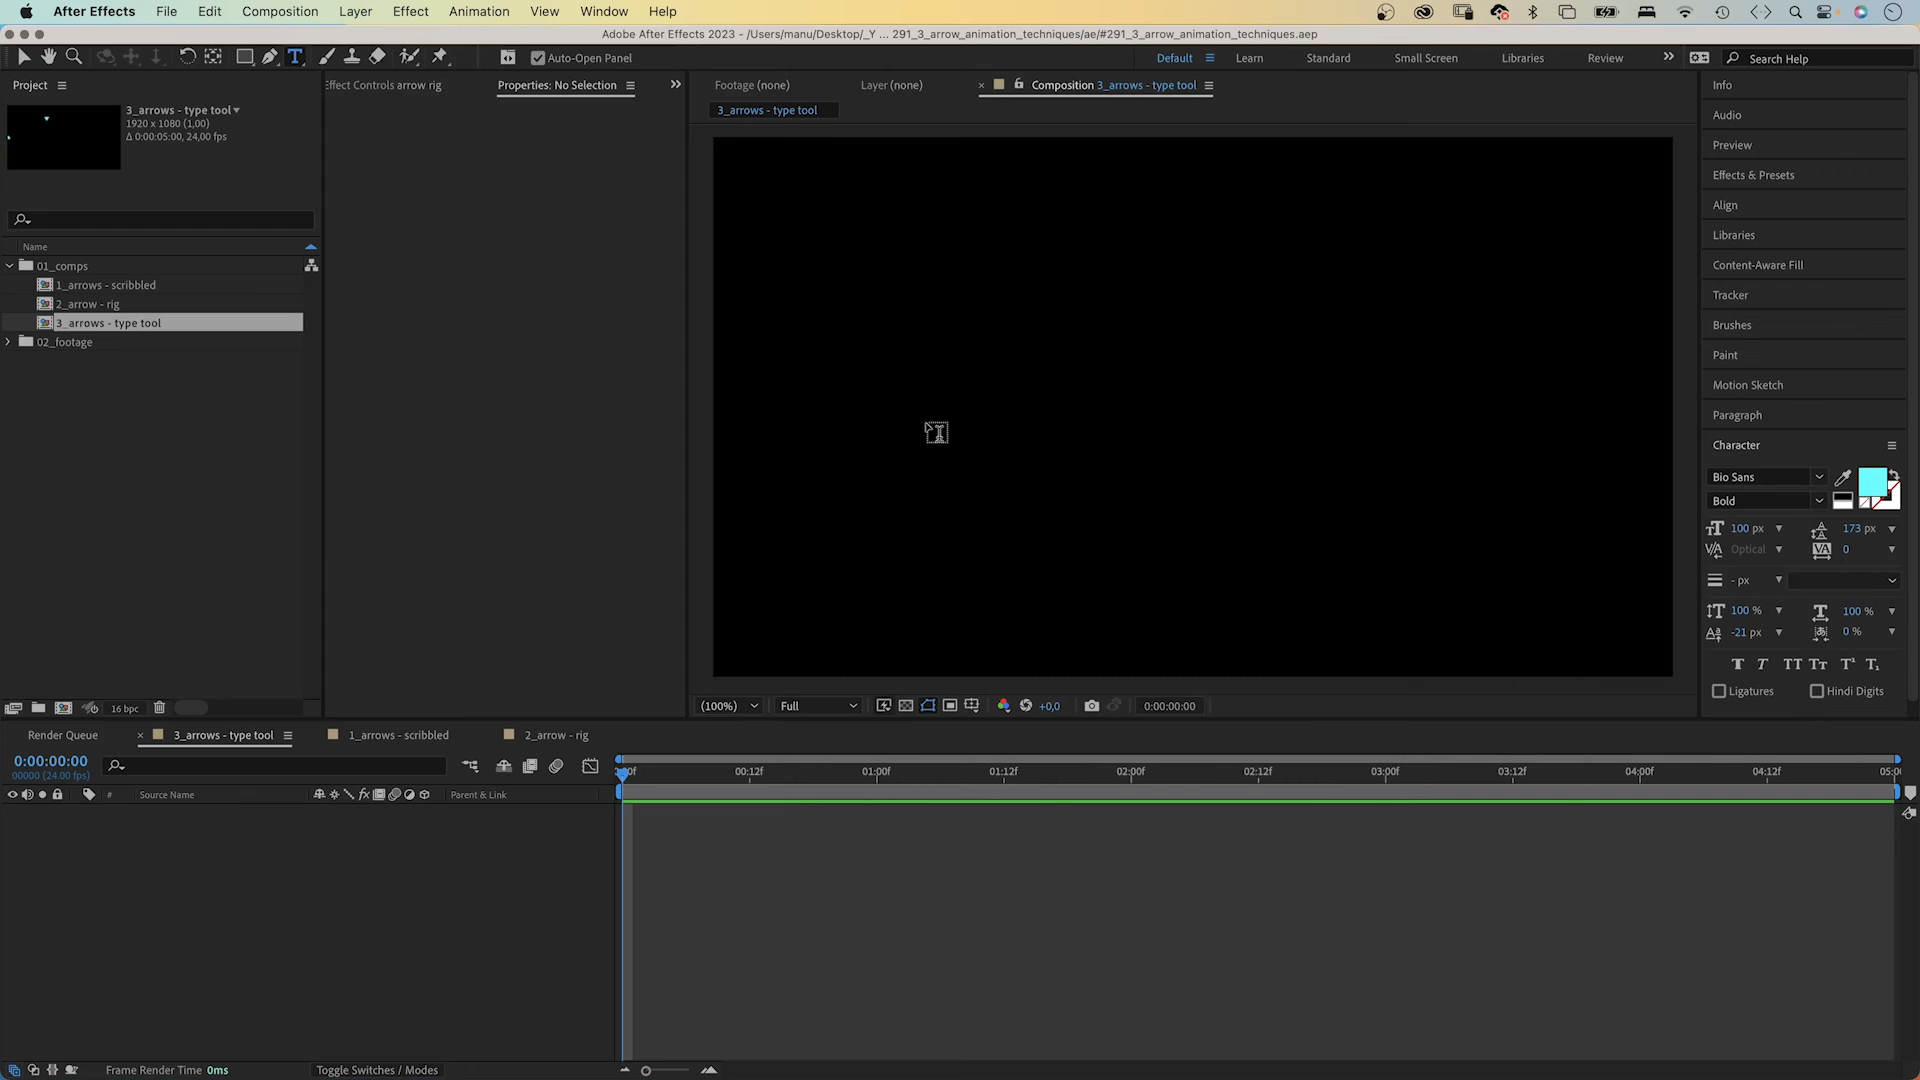 After Effects File Edit Composition Layer Effect Animation View Window Help
Adobe After Effects 2023 - /Users/manu/Desktop/_Y ... 291_3_arrow_animation_techniques/ae/#291_3_arrow_animation_techniques.aep
Auto-Open Panel
Default Learn Standard Small Screen Libraries Review Search Help
Project
Effect Controls arrow rig
Properties: No Selection
Footage (none) Layer (none) Composition 3_arrows - type tool
3_arrows - type tool
3_arrows - type tool
1920 x 1080 (1,00)
Δ 0:00:05:00, 24,00 fps
Name
01_comps
1_arrows - scribbled
2_arrow - rig
3_arrows - type tool
02_footage
16 bpc
(100%) Full +0,0 0:00:00:00
Info
Audio
Preview
Effects & Presets
Align
Libraries
Content-Aware Fill
Tracker
Brushes
Paint
Motion Sketch
Paragraph
Character
Bio Sans
Bold
100 px 173 px
Optical 0
- px
100 % 100 %
-21 px 0 %
Ligatures Hindi Digits
Render Queue 3_arrows - type tool 1_arrows - scribbled 2_arrow - rig
0:00:00:00
00000 (24.00 fps)
00:12f 01:00f 01:12f 02:00f 02:12f 03:00f 03:12f 04:00f 04:12f 05:00
# Source Name Parent & Link
Frame Render Time 0ms Toggle Switches / Modes